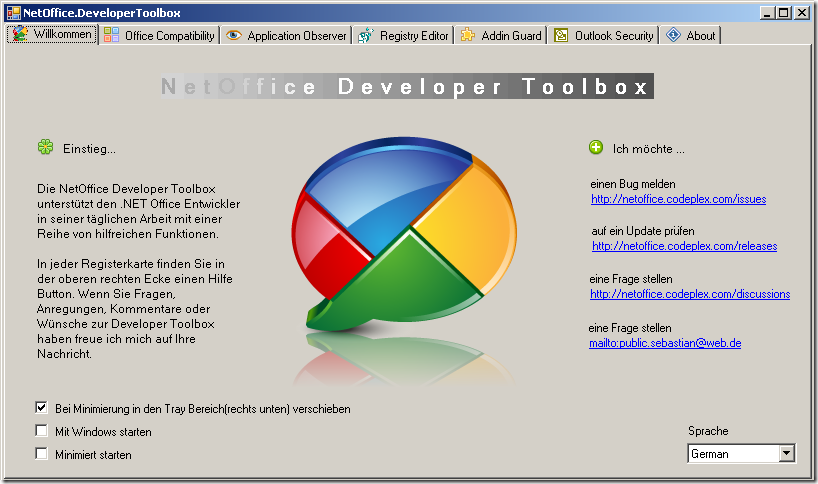 NetOffice.DeveloperToolbox
Willkommen
Office Compatibility
Application Observer
Registry Editor
Addin Guard
Outlook Security
About
NetOffice Developer Toolbox
Einstieg...
Die NetOffice Developer Toolbox
unterstützt den .NET Office Entwickler
in seiner täglichen Arbeit mit einer
Reihe von hilfreichen Funktionen.
In jeder Registerkarte finden Sie in
der oberen rechten Ecke einen Hilfe
Button. Wenn Sie Fragen,
Anregungen, Kommentare oder
Wünsche zur Developer Toolbox
haben freue ich mich auf Ihre
Nachricht.
Ich möchte ...
einen Bug melden
http://netoffice.codeplex.com/issues
auf ein Update prüfen
http://netoffice.codeplex.com/releases
eine Frage stellen
http://netoffice.codeplex.com/discussions
eine Frage stellen
mailto:public.sebastian@web.de
Bei Minimierung in den Tray Bereich(rechts unten) verschieben
Mit Windows starten
Minimiert starten
Sprache
German